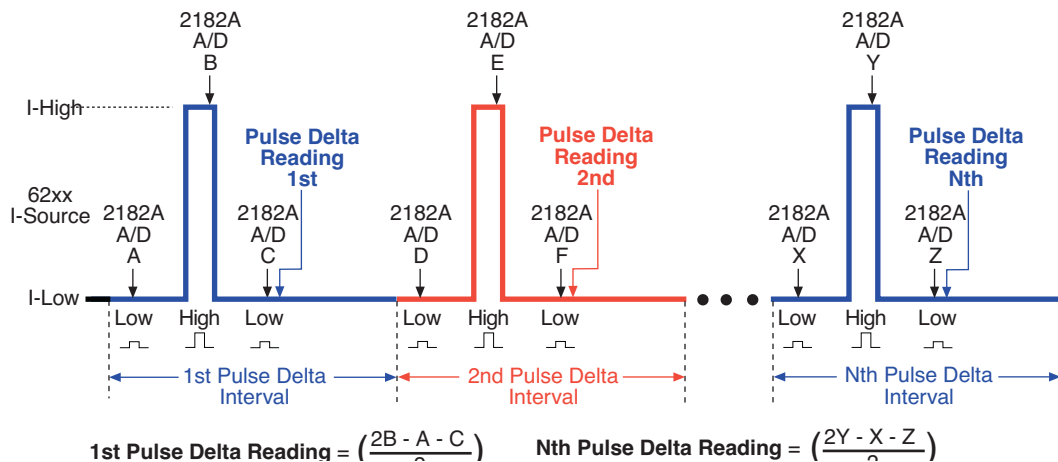 2182A
A/D
B
2182A
A/D
E
2182A
A/D
Y
I-High
Pulse Delta
Reading
1st
Pulse Delta
Reading
2nd
Pulse Delta
Reading
Nth
62xx
I-Source
2182A
A/D
A
2182A
A/D
C
2182A
A/D
D
2182A
A/D
F
2182A
A/D
X
2182A
A/D
Z
I-Low
Low High Low
Low High Low
Low High Low
1st Pulse Delta
Interval
2nd Pulse Delta
Interval
Nth Pulse Delta
Interval
1st Pulse Delta Reading = (2B - A - C)
Nth Pulse Delta Reading = (2Y - X - Z)